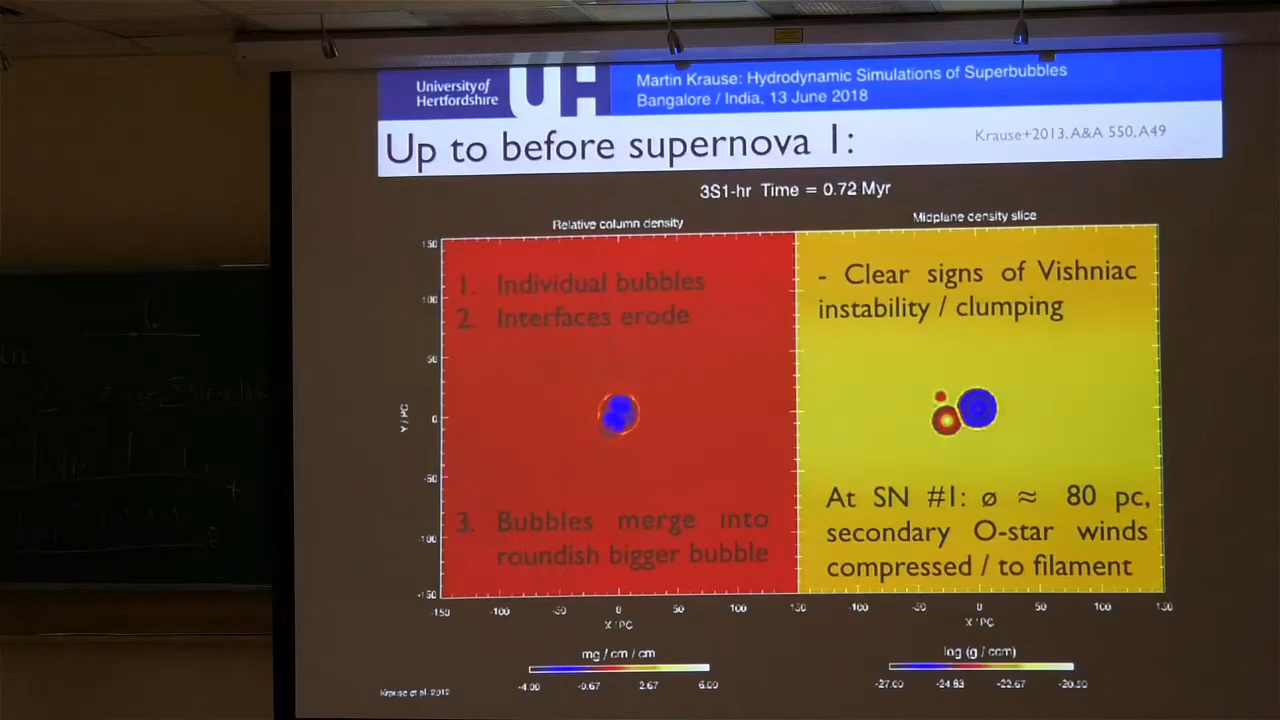 University of
Hertfordshire
UH
Martin Krause: Hydrodynamic Simulations of Superbubbles
Bangalore / India, 13 June 2018
Up to before supernova 1:
Krause+2013, A&A 550, A49
3S1-hr Time = 0.72 Myr
Relative column density
Midplane density slice
1. Individual bubbles
2. Interfaces erode
3. Bubbles merge into
roundish bigger bubble
- Clear signs of Vishniac
instability / clumping
At SN #1: ø ≈ 80 pc,
secondary O-star winds
compressed / to filament
150
100
50
0
-50
-100
-150
Y / PC
-150 -100 -50 0 50 100 150 -100 -50 0 50 100 150
X / PC
X / PC
mg / cm / cm
log (g / ccm)
-4.00 -0.67 2.67 6.00
-27.00 -24.83 -22.67 -20.50
Krause et al. 2012